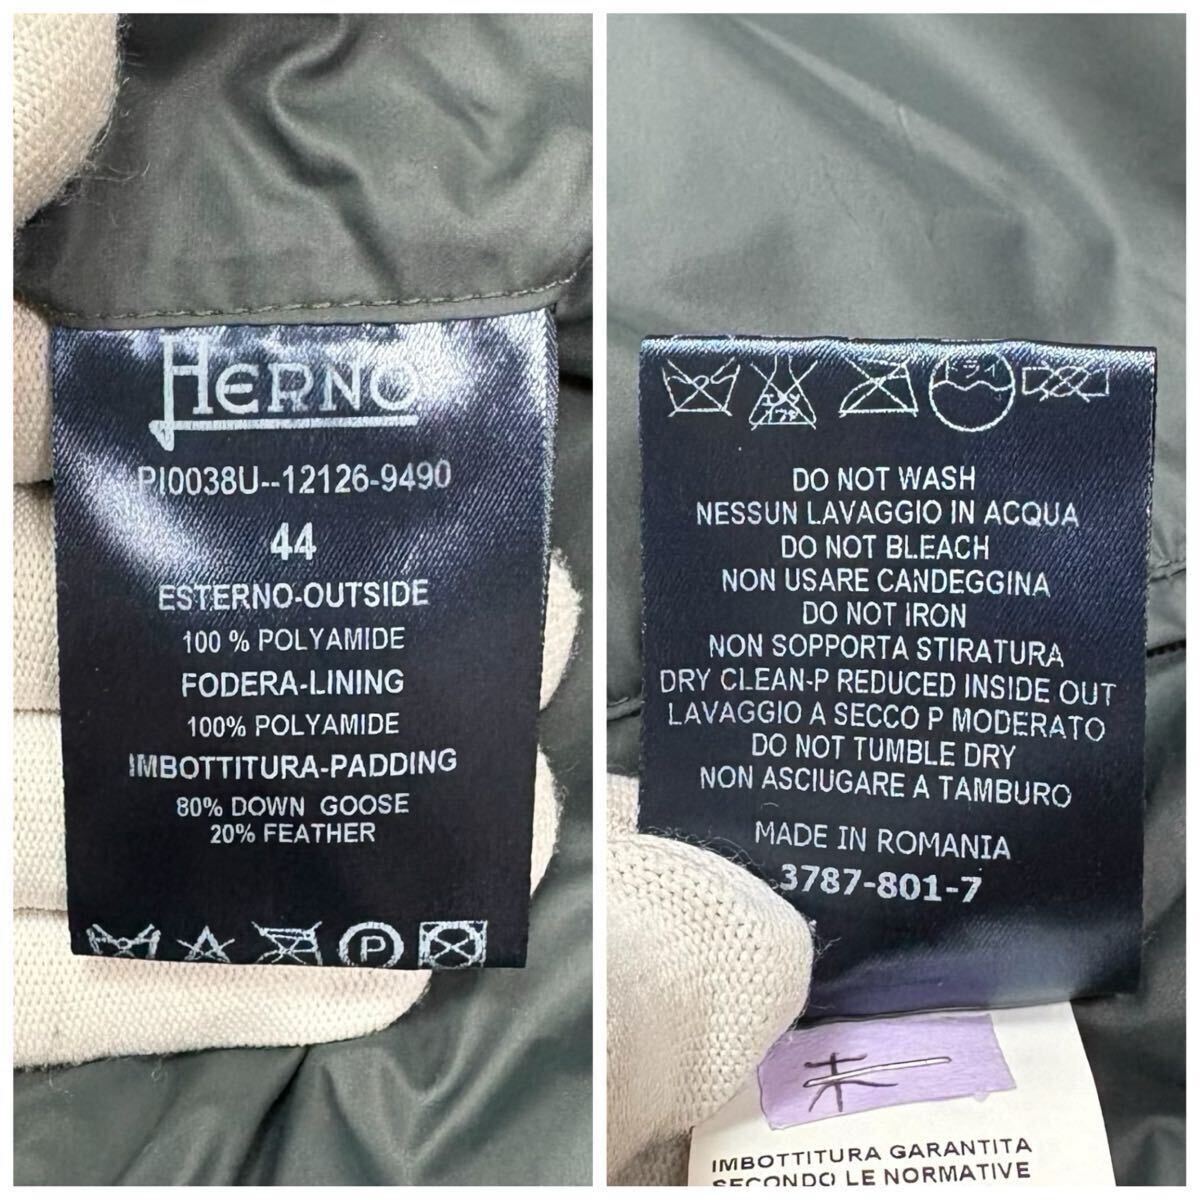 HERNO
PI0038U--12126-9490
44
ESTERNO-OUTSIDE
100 % POLYAMIDE
FODERA-LINING
100% POLYAMIDE
IMBOTTITURA-PADDING
80% DOWN GOOSE
20% FEATHER
P
DO NOT WASH
NESSUN LAVAGGIO IN ACQUA
DO NOT BLEACH
NON USARE CANDEGGINA
DO NOT IRON
NON SOPPORTA STIRATURA
DRY CLEAN-P REDUCED INSIDE OUT
LAVAGGIO A SECCO P MODERATO
DO NOT TUMBLE DRY
NON ASCIUGARE A TAMBURO
MADE IN ROMANIA
3787-801-7
IMBOTTITURA GARANTITA
SECONDO LE NORMATIVE